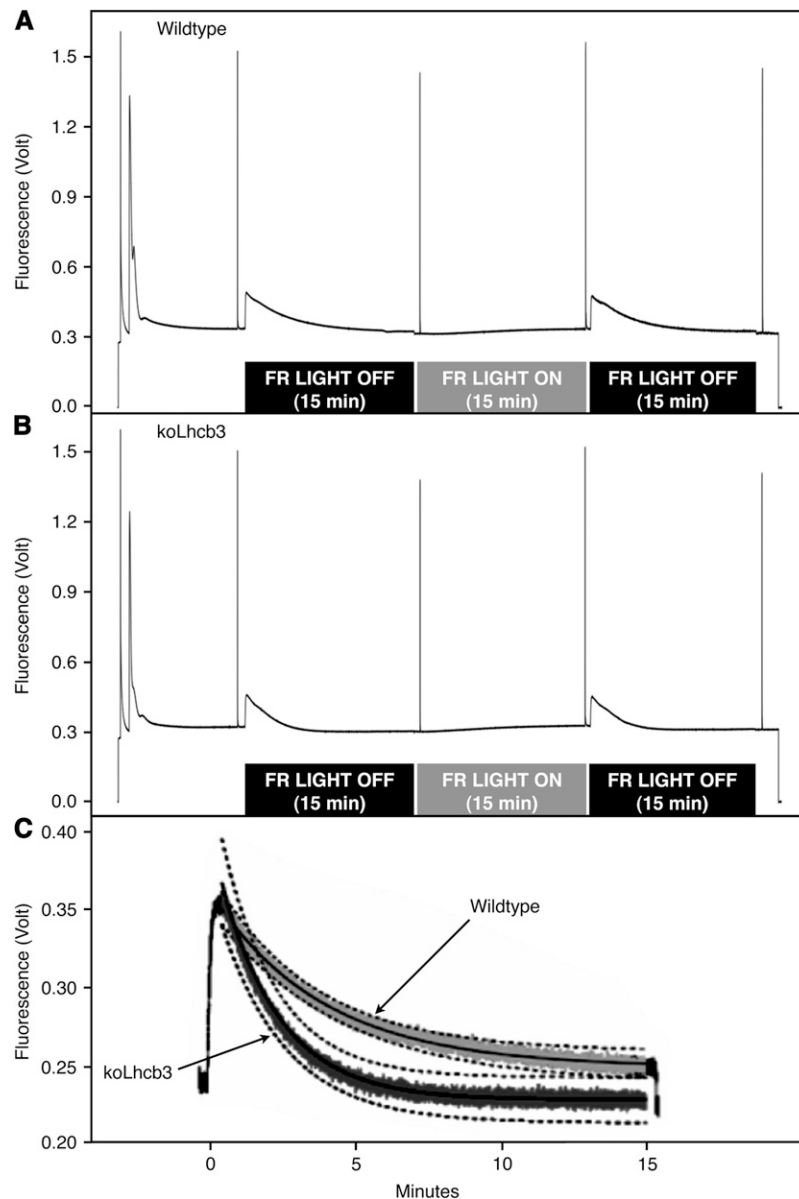 A
Wildtype
Fluorescence (Volt)
1.5
1.2
0.9
0.6
0.3
0.0
FR LIGHT OFF
(15 min)
FR LIGHT ON
(15 min)
FR LIGHT OFF
(15 min)
B
koLhcb3
Fluorescence (Volt)
1.5
1.2
0.9
0.6
0.3
0.0
FR LIGHT OFF
(15 min)
FR LIGHT ON
(15 min)
FR LIGHT OFF
(15 min)
C
Fluorescence (Volt)
0.40
0.35
0.30
0.25
0.20
Wildtype
koLhcb3
0
5
10
15
Minutes